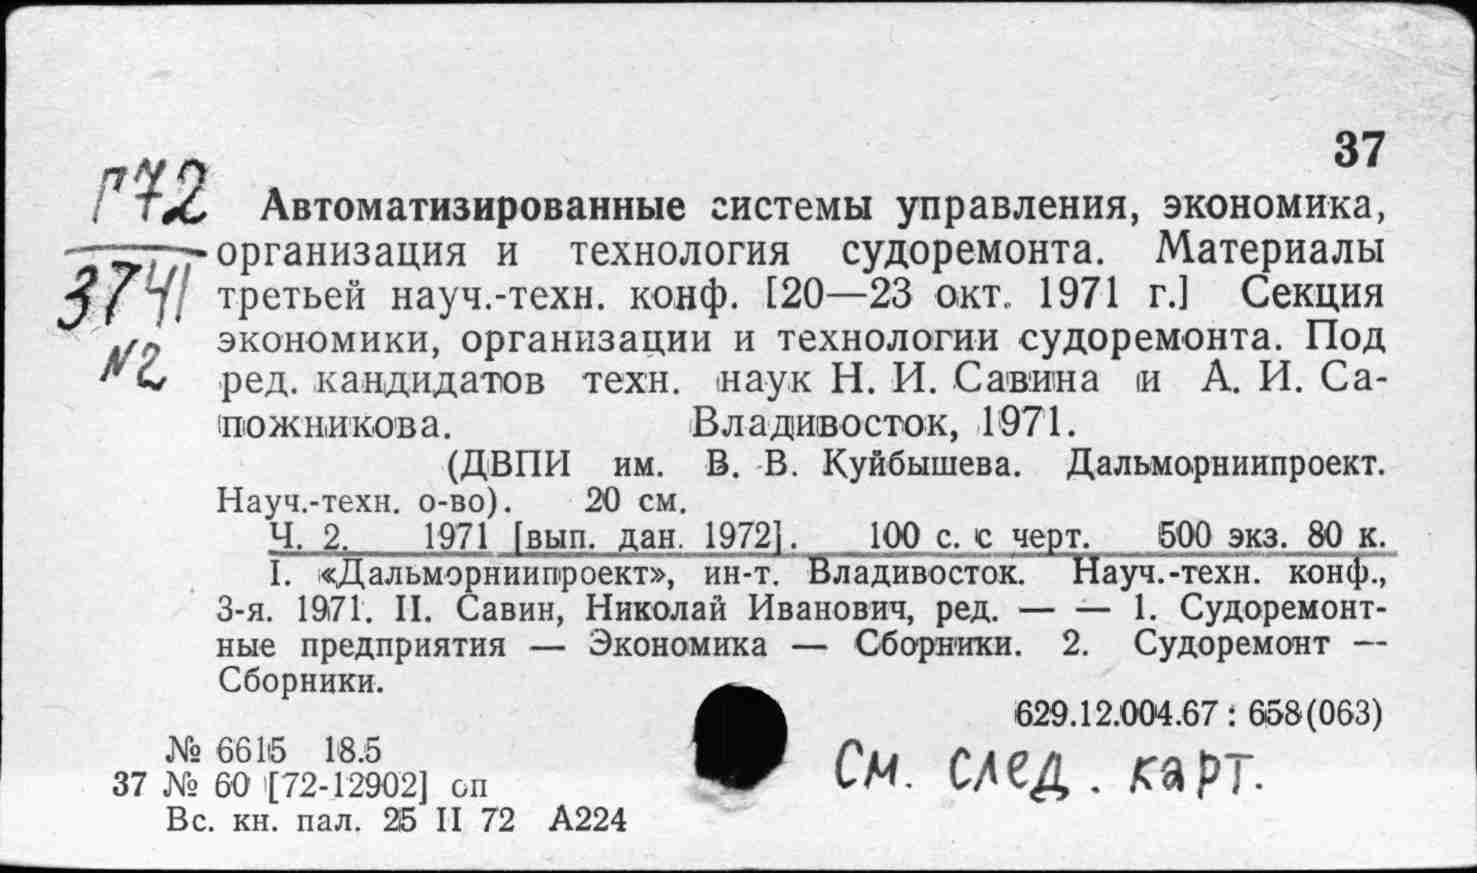 37
Г72
Автоматизированные системы управления, экономика,
организация и технология судоремонта. Материалы
3741
третьей науч.-техн. конф. [20—23 окт. 1971 г.] Секция
экономики, организации и технологии судоремонта. Под
№2
ред. кандидатов техн. наук Н. И. Савина и А. И. Са-
пожникова. Владивосток, 1971.
(ДВПИ им. В. В. Куйбышева. Дальморниипроект.
Науч.-техн. о-во). 20 см.
Ч. 2. 1971 [вып. дан. 1972]. 100 с. с черт. 500 экз. 80 к.
I. «Дальморниипроект», ин-т. Владивосток. Науч.-техн. конф.,
3-я. 1971. II. Савин, Николай Иванович, ред. — — 1. Судоремонт-
ные предприятия — Экономика — Сборники. 2. Судоремонт —
Сборники.
629.12.004.67 : 658(063)
№ 6615 18.5
См. след. карт.
37 № 60 [72-12902] оп
Вс. кн. пал. 25 II 72 А224